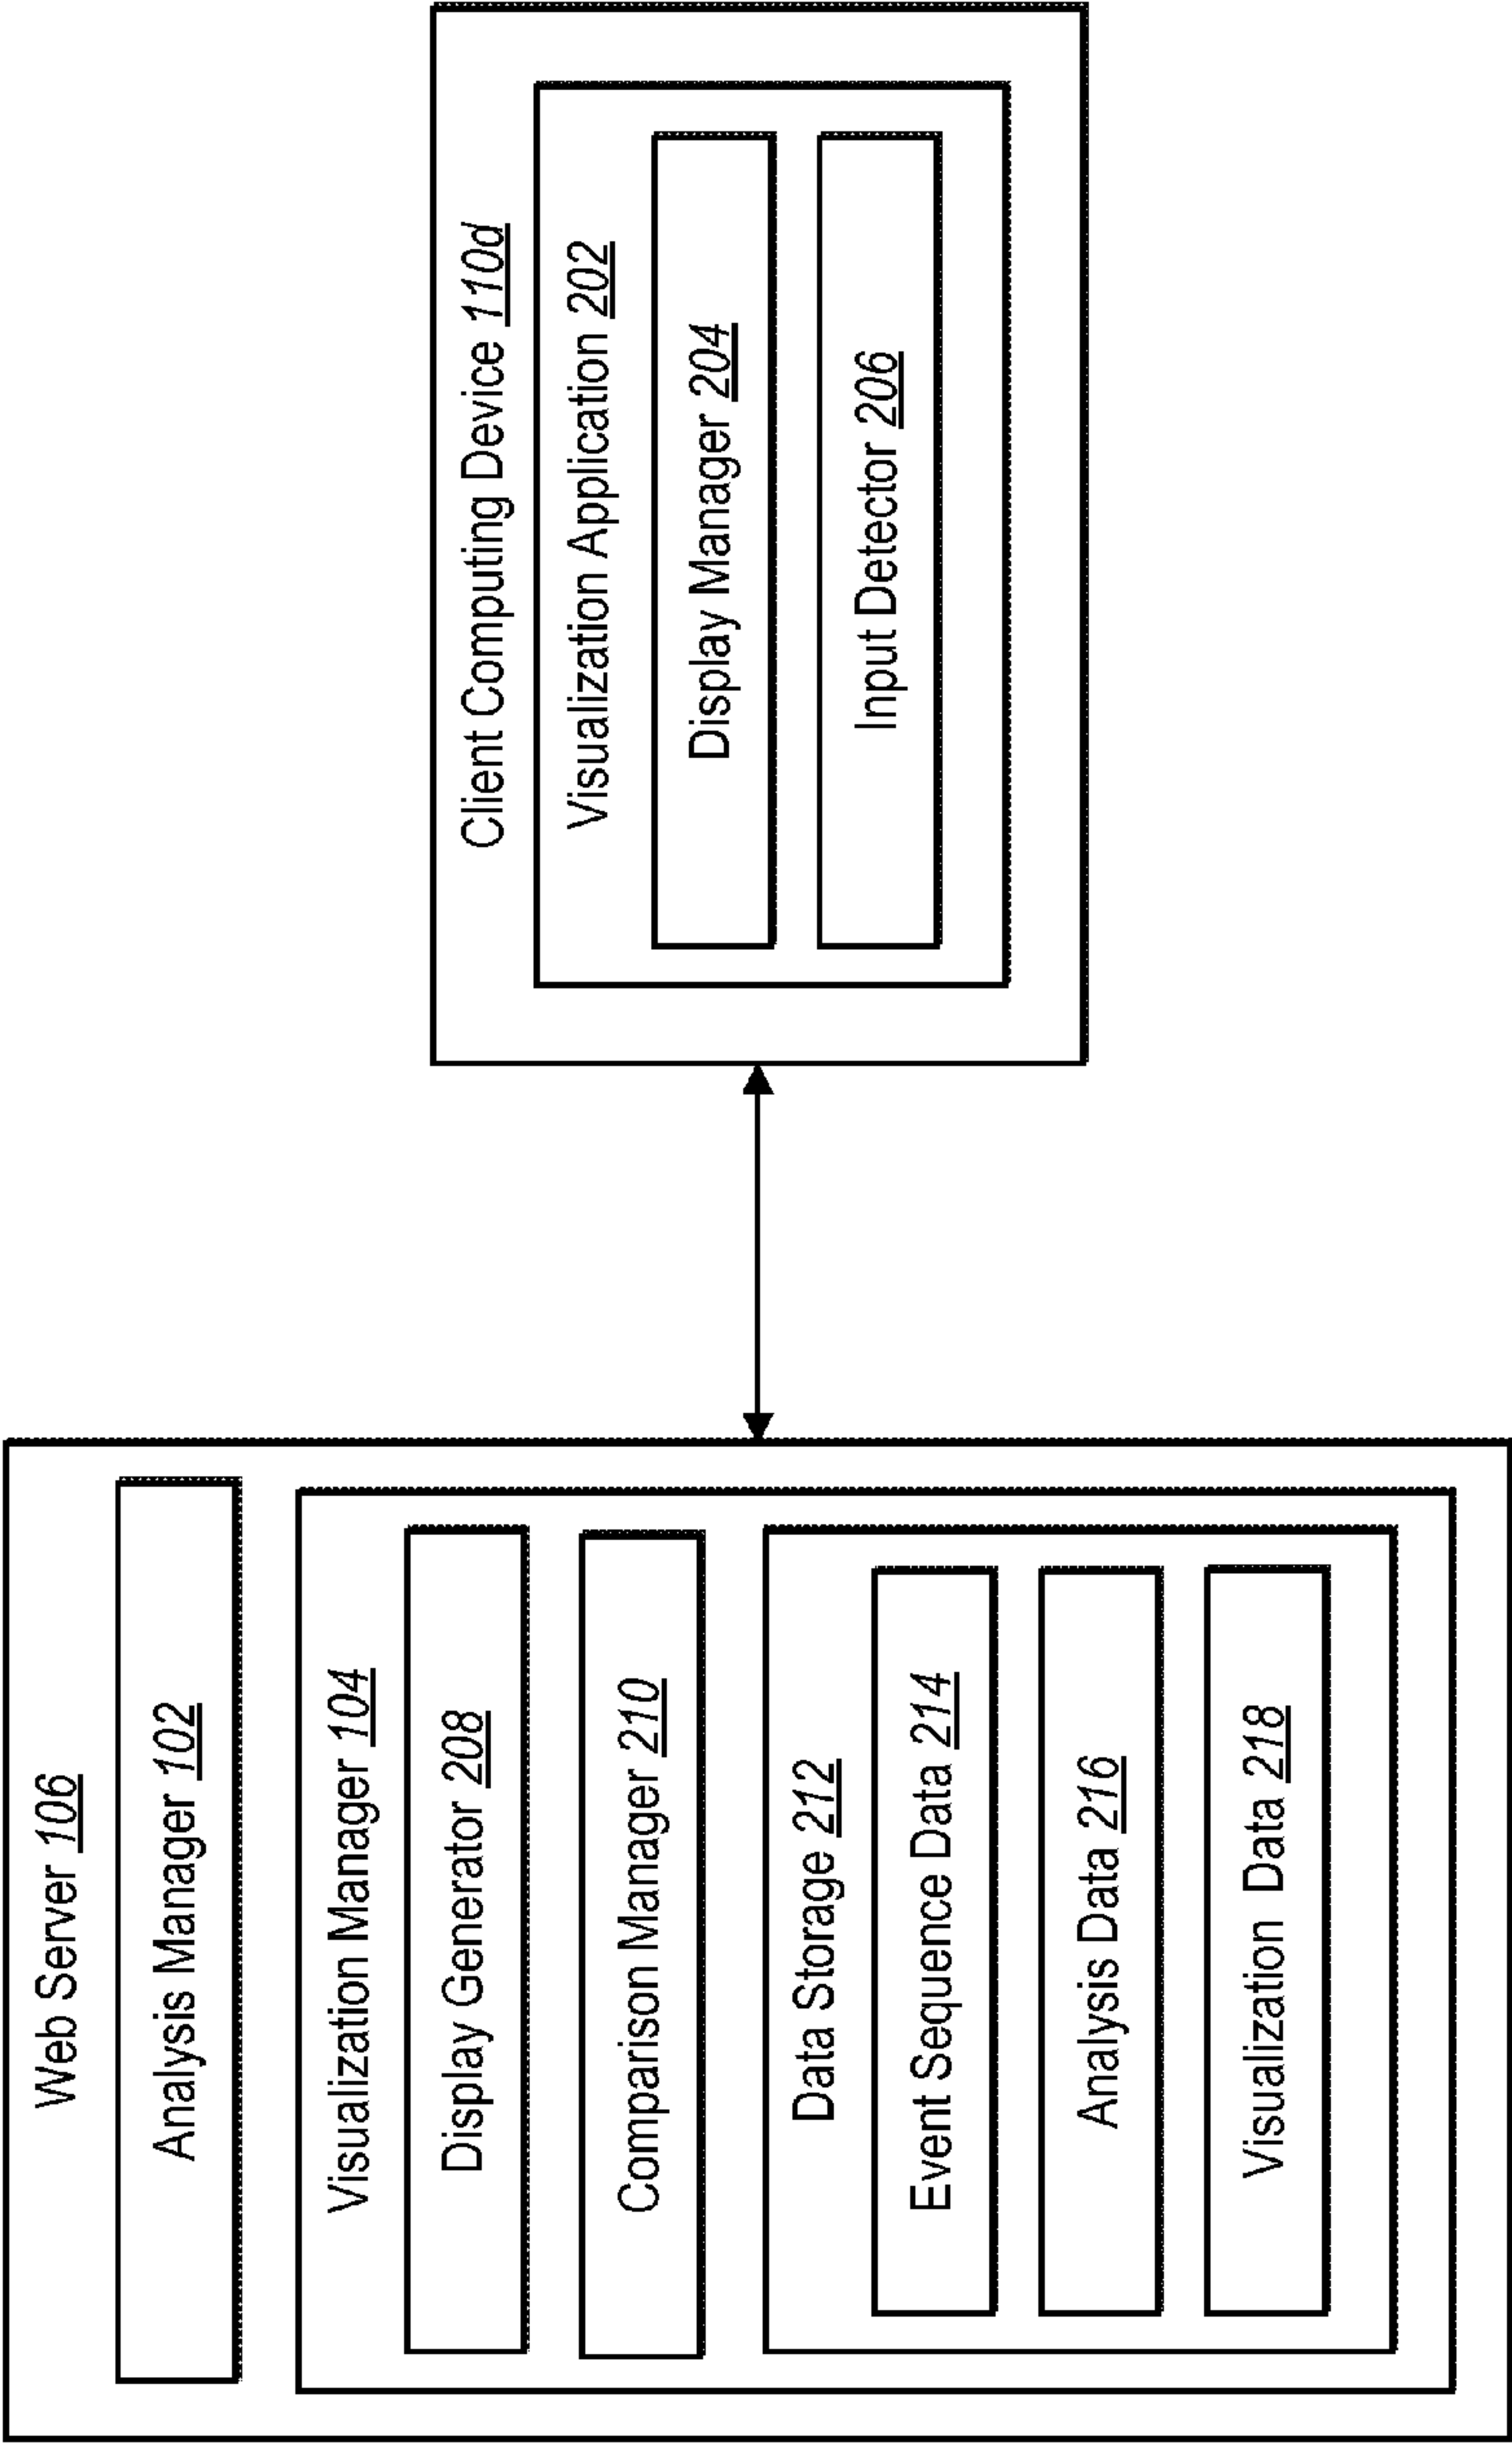 Web Server 106
Analysis Manager 102
Visualization Manager 104
Display Generator 208
Comparison Manager 210
Data Storage 212
Event Sequence Data 214
Analysis Data 216
Visualization Data 218
Client Computing Device 110d
Visualization Application 202
Display Manager 204
Input Detector 206